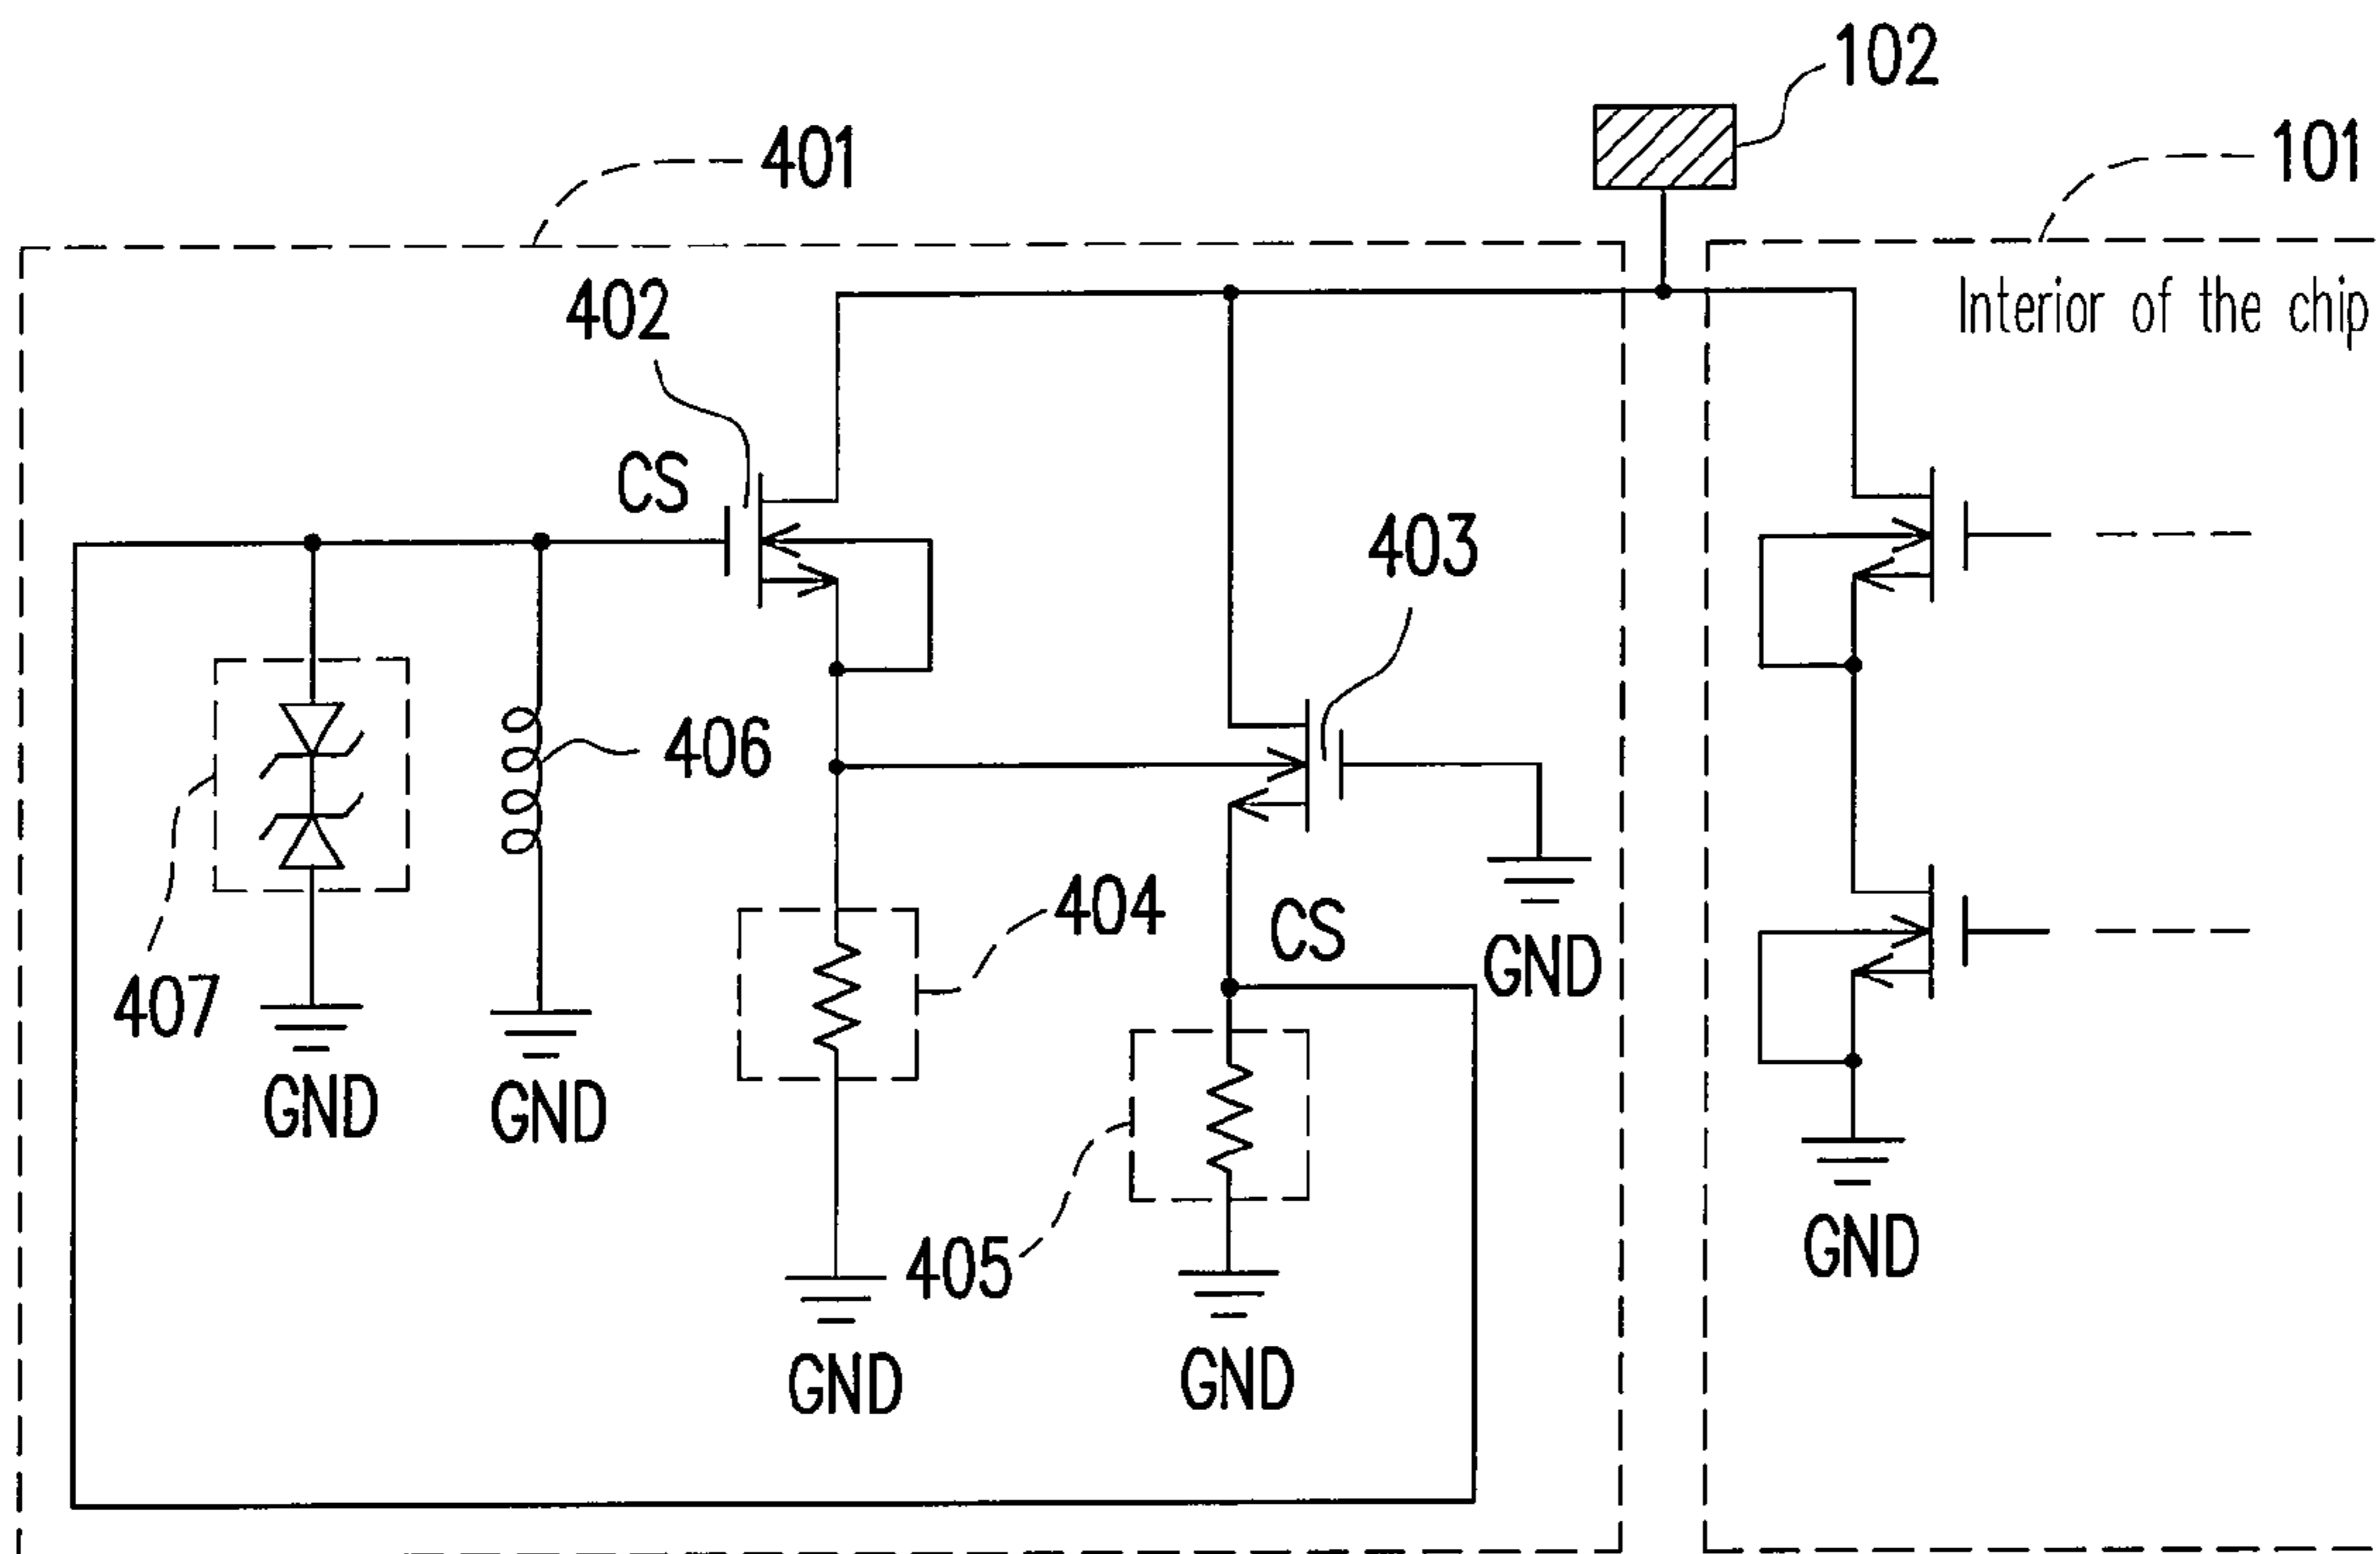 102
401
101
Interior of the chip
402
CS
403
406
404
CS
GND
407
GND
GND
405
GND
GND
GND